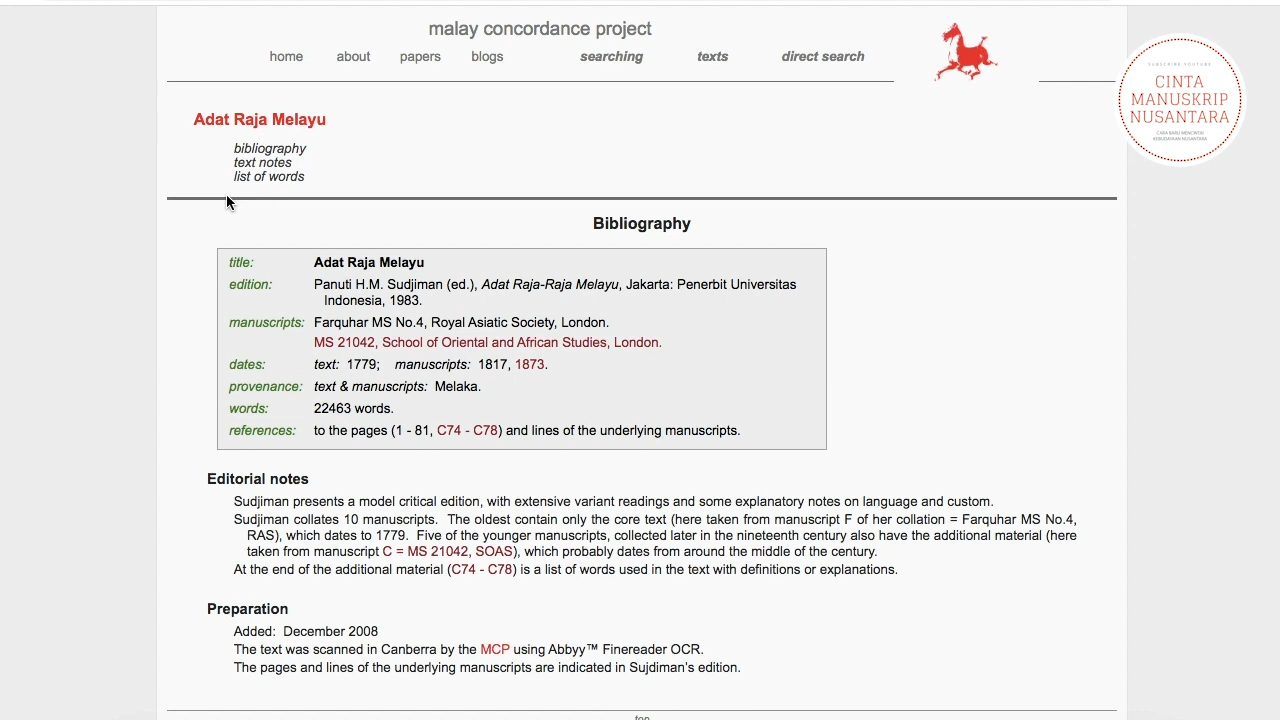 malay concordance project
home about papers blogs searching texts direct search
SUBSCRIBE YOUTUBE
CINTA
MANUSKRIP
NUSANTARA
CARA BARU MENCINTAI
KEBUDAYAAN NUSANTARA
Adat Raja Melayu
bibliography
text notes
list of words
Bibliography
title: Adat Raja Melayu
edition: Panuti H.M. Sudjiman (ed.), Adat Raja-Raja Melayu, Jakarta: Penerbit Universitas
Indonesia, 1983.
manuscripts: Farquhar MS No.4, Royal Asiatic Society, London.
MS 21042, School of Oriental and African Studies, London.
dates: text: 1779; manuscripts: 1817, 1873.
provenance: text & manuscripts: Melaka.
words: 22463 words.
references: to the pages (1 - 81, C74 - C78) and lines of the underlying manuscripts.
Editorial notes
Sudjiman presents a model critical edition, with extensive variant readings and some explanatory notes on language and custom.
Sudjiman collates 10 manuscripts. The oldest contain only the core text (here taken from manuscript F of her collation = Farquhar MS No.4,
RAS), which dates to 1779. Five of the younger manuscripts, collected later in the nineteenth century also have the additional material (here
taken from manuscript C = MS 21042, SOAS), which probably dates from around the middle of the century.
At the end of the additional material (C74 - C78) is a list of words used in the text with definitions or explanations.
Preparation
Added: December 2008
The text was scanned in Canberra by the MCP using Abbyy™ Finereader OCR.
The pages and lines of the underlying manuscripts are indicated in Sujdiman's edition.
top